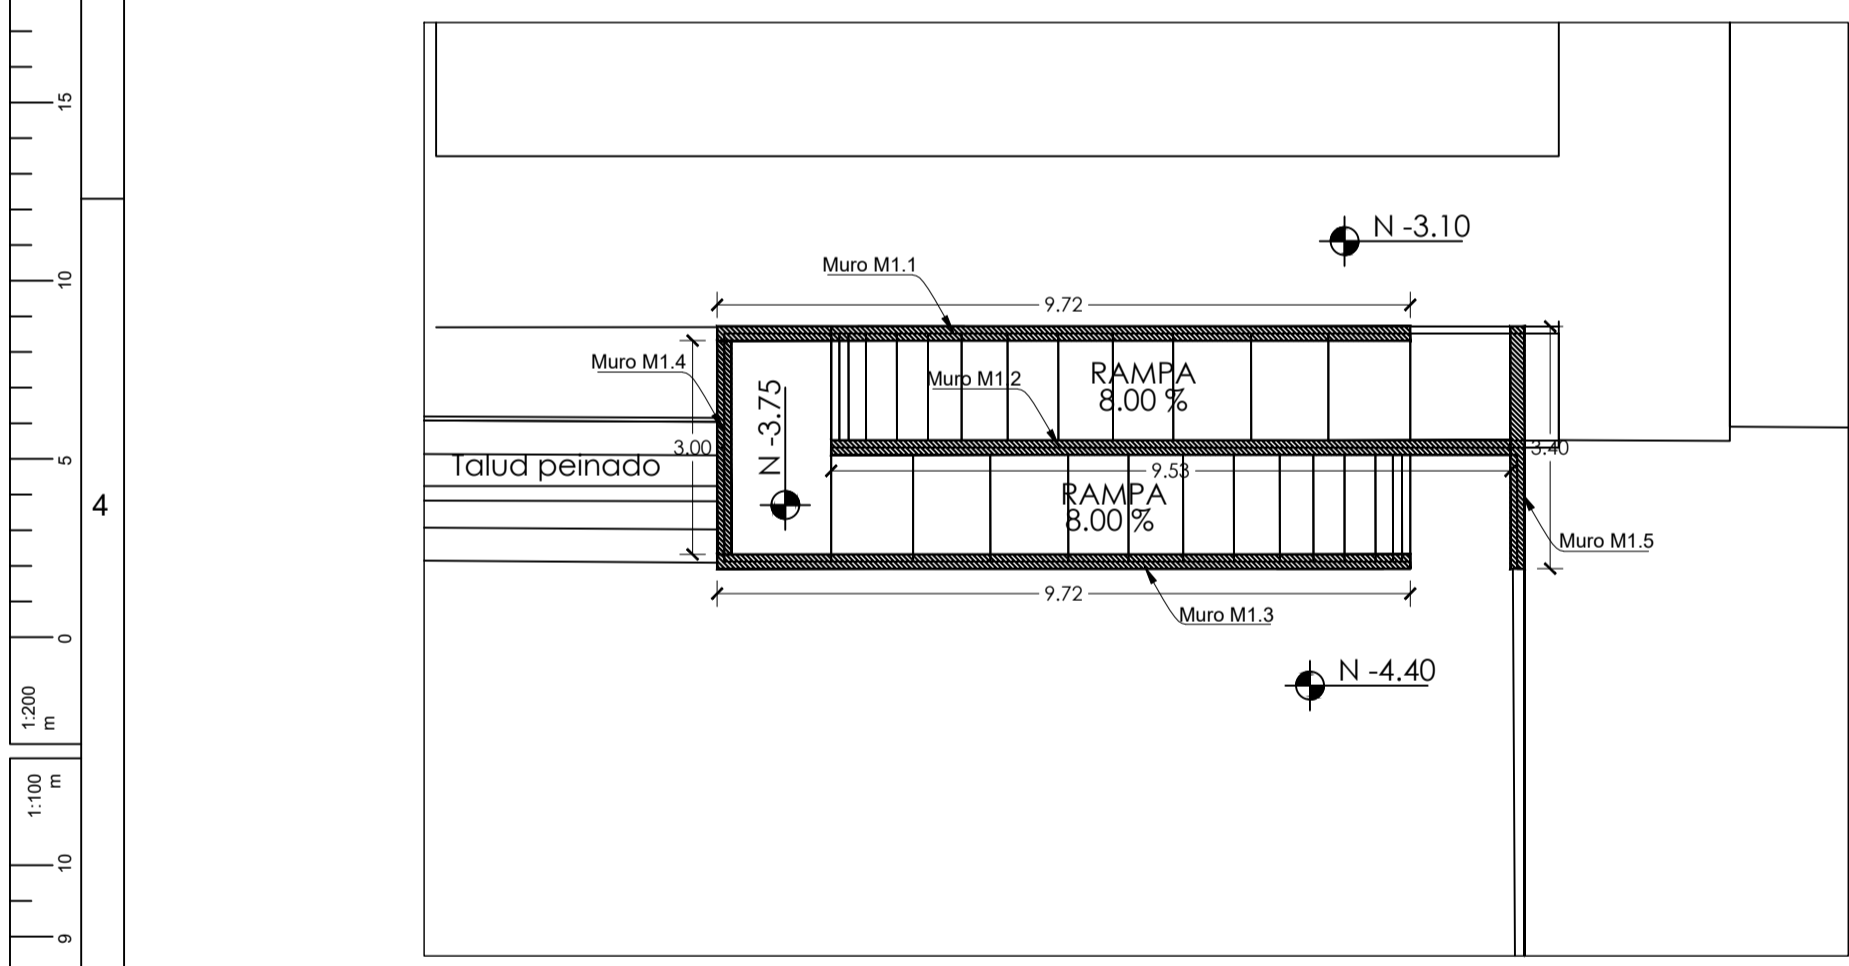 15
10
5
0
1:200
m
1:100
m
10
9
4
N -3.10
Muro M1.1
9.72
Muro M1.4
RAMPA
8.00 %
Muro M1.2
N -3.75
3.00
3.40
Talud peinado
9.53
RAMPA
8.00 %
Muro M1.5
9.72
Muro M1.3
N -4.40